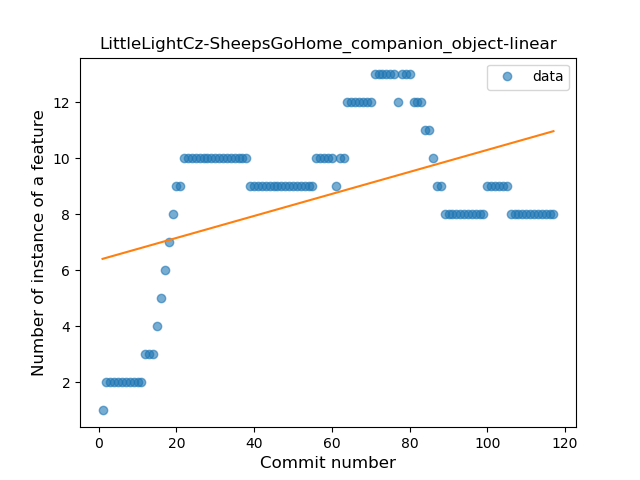 LittleLightCz-SheepsGoHome_companion_object-linear
data
Number of instance of a feature
12
10
8
6
4
2
0 20 40 60 80 100 120
Commit number